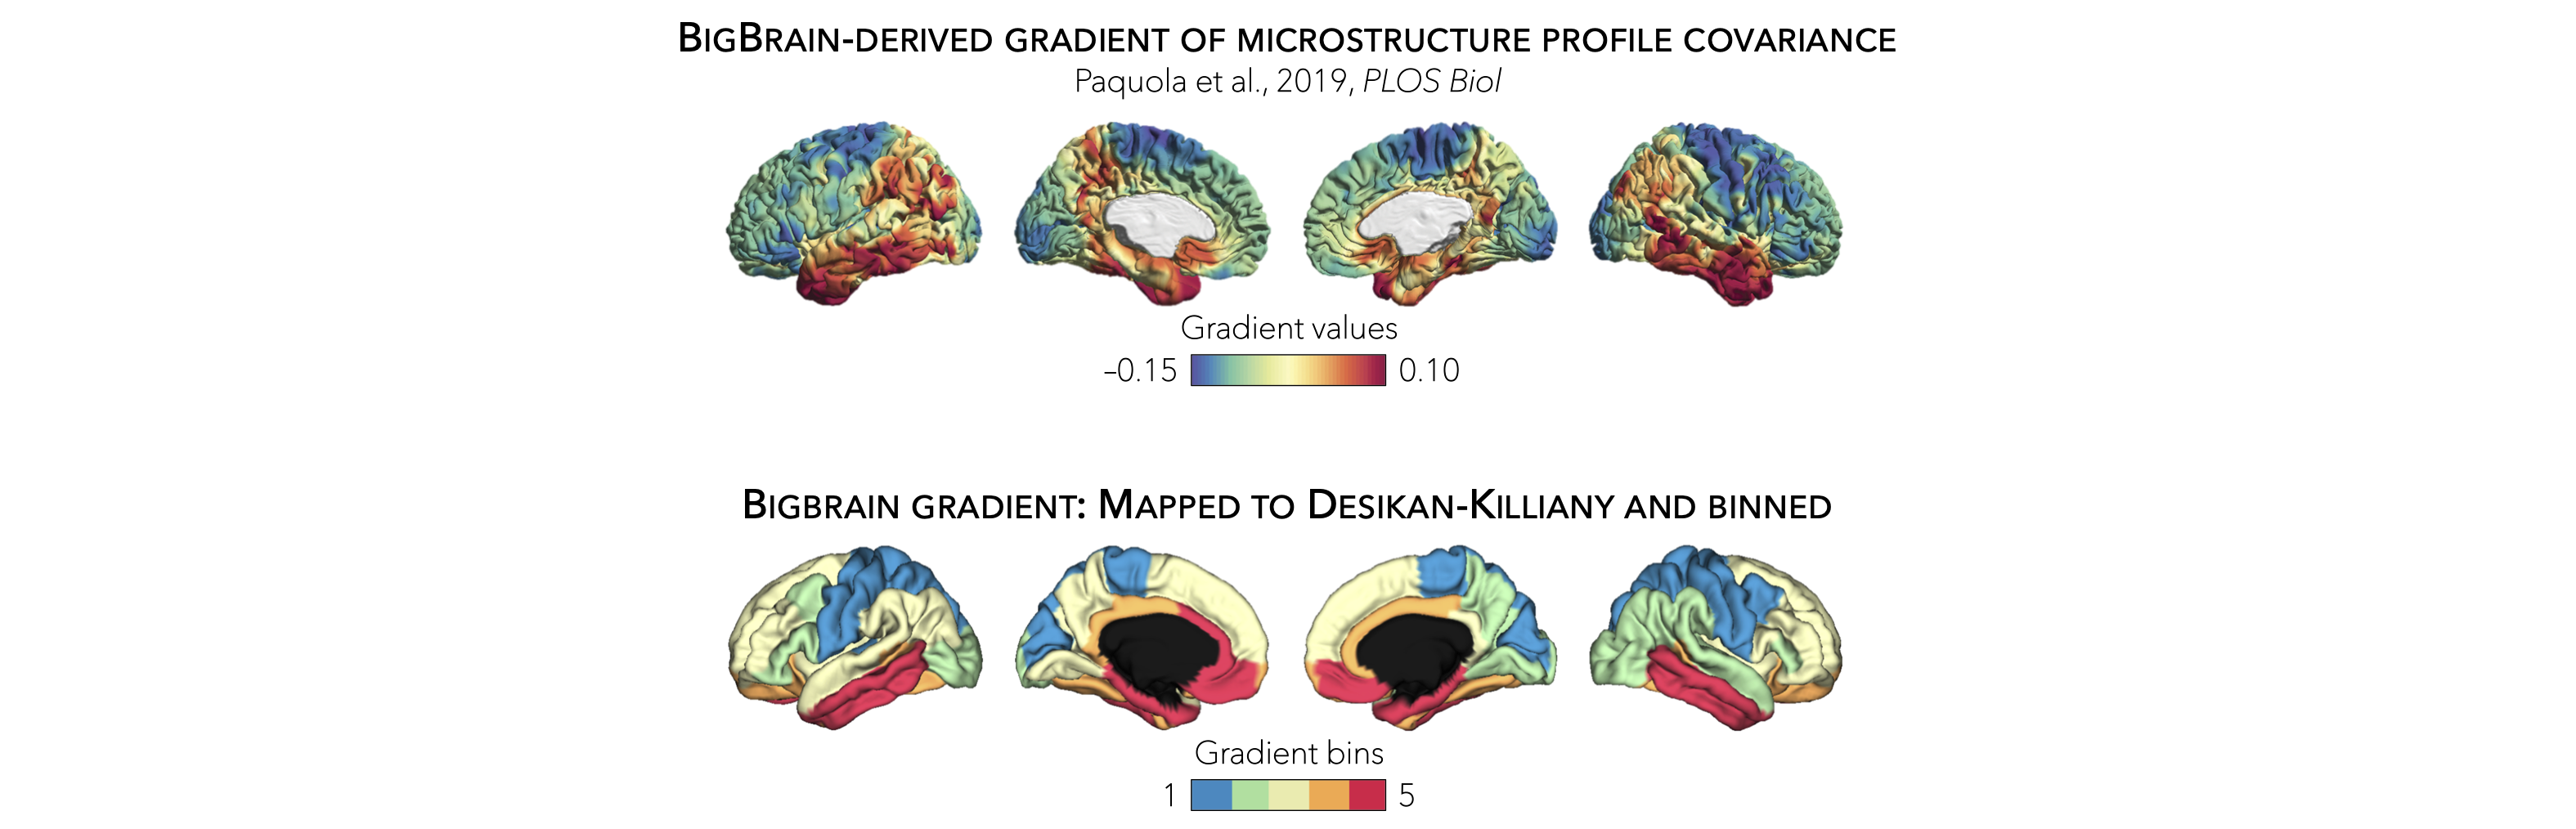 BIGBRAIN-DERIVED GRADIENT OF MICROSTRUCTURE PROFILE COVARIANCE
Paquola et al., 2019, PLOS Biol
Gradient values
–0.15 0.10
BIGBRAIN GRADIENT: MAPPED TO DESIKAN-KILLIANY AND BINNED
Gradient bins
1 5